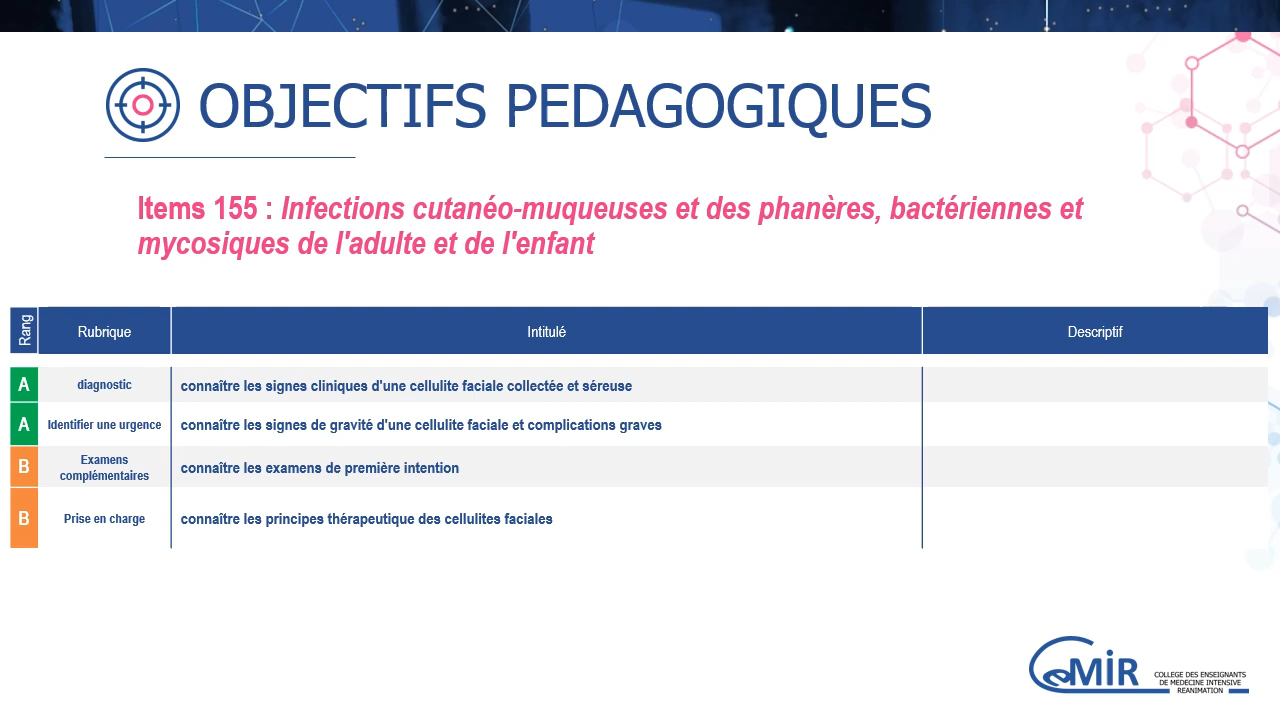 OBJECTIFS PEDAGOGIQUES
Items 155 : Infections cutanéo-muqueuses et des phanères, bactériennes et
mycosiques de l'adulte et de l'enfant
Rang
Rubrique
Intitulé
Descriptif
A
diagnostic
connaître les signes cliniques d'une cellulite faciale collectée et séreuse
A
Identifier une urgence
connaître les signes de gravité d'une cellulite faciale et complications graves
B
Examens
complémentaires
connaître les examens de première intention
B
Prise en charge
connaître les principes thérapeutique des cellulites faciales
CeMIR
COLLEGE DES ENSEIGNANTS
DE MEDECINE INTENSIVE
REANIMATION